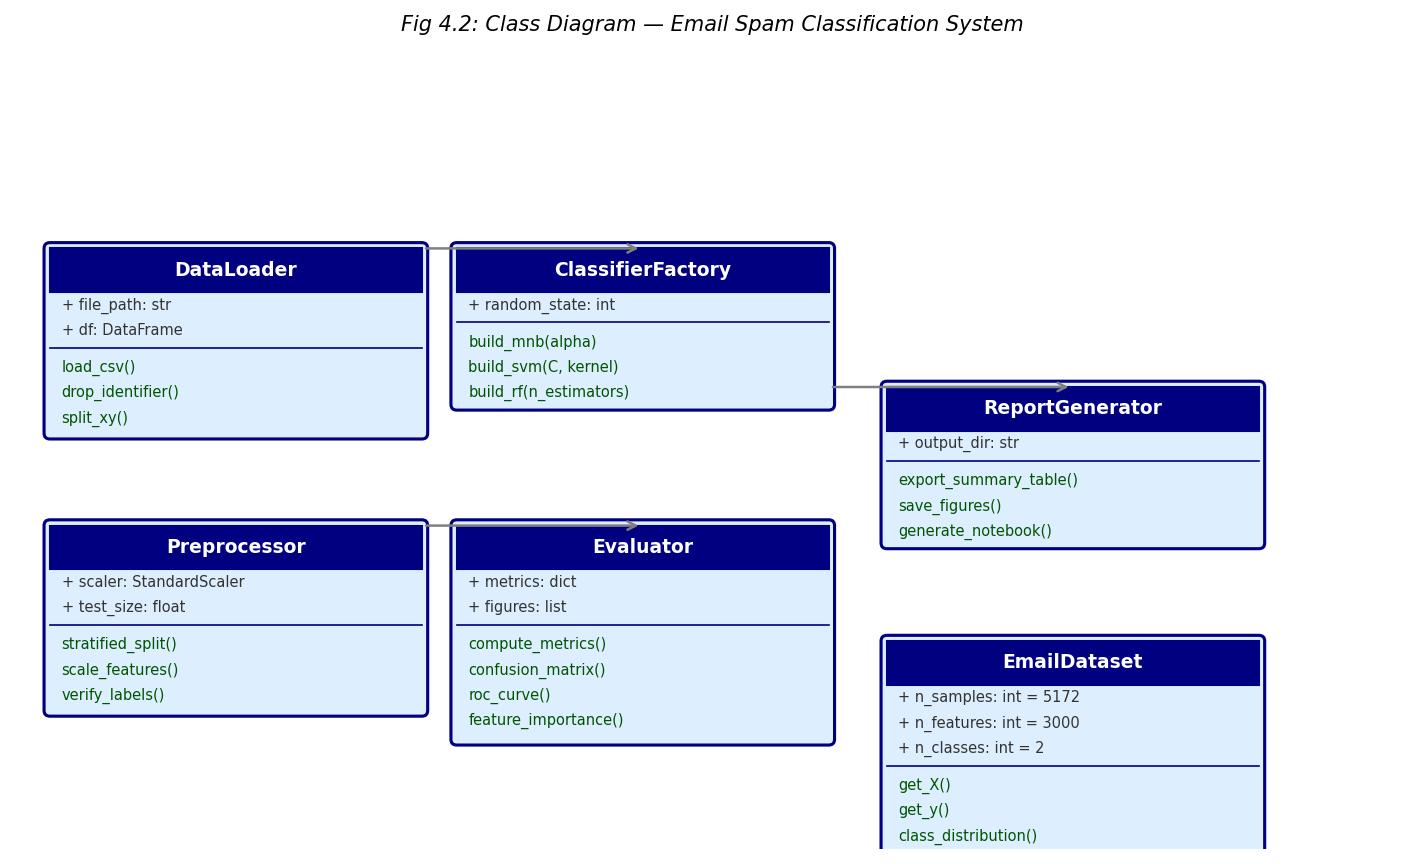 Fig 4.2: Class Diagram — Email Spam Classification System
DataLoader
+ file_path: str
+ df: DataFrame
load_csv()
drop_identifier()
split_xy()
ClassifierFactory
+ random_state: int
build_mnb(alpha)
build_svm(C, kernel)
build_rf(n_estimators)
ReportGenerator
+ output_dir: str
export_summary_table()
save_figures()
generate_notebook()
Preprocessor
+ scaler: StandardScaler
+ test_size: float
stratified_split()
scale_features()
verify_labels()
Evaluator
+ metrics: dict
+ figures: list
compute_metrics()
confusion_matrix()
roc_curve()
feature_importance()
EmailDataset
+ n_samples: int = 5172
+ n_features: int = 3000
+ n_classes: int = 2
get_X()
get_y()
class_distribution()